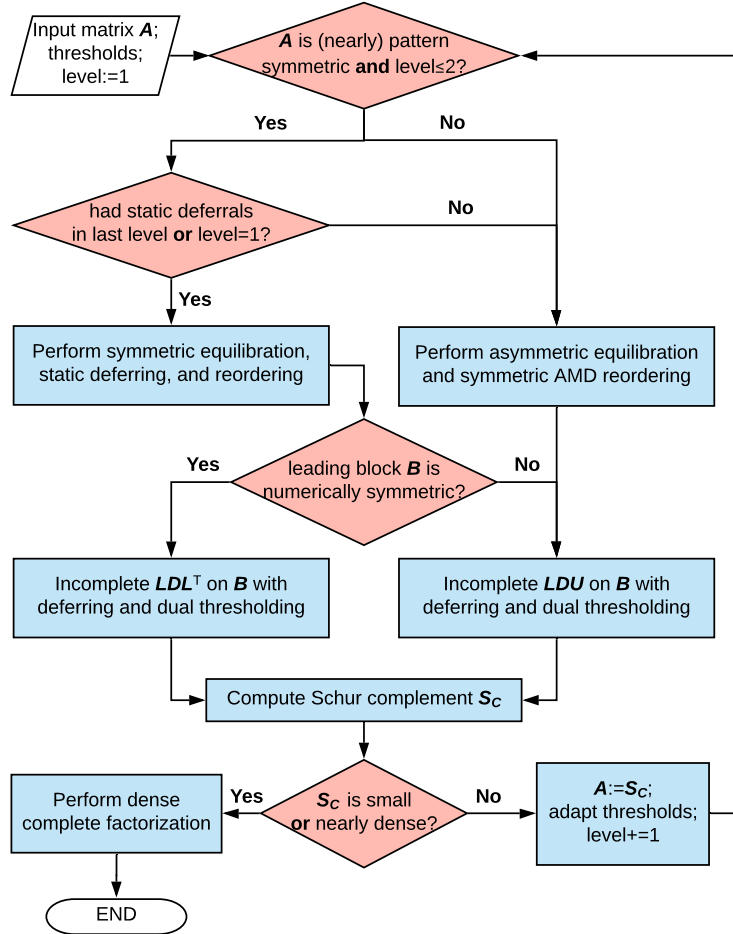 Input matrix A;
thresholds;
level:=1
A is (nearly) pattern
symmetric and level≤2?
Yes
No
had static deferrals
in last level or level=1?
No
Yes
Perform symmetric equilibration,
static deferring, and reordering
Perform asymmetric equilibration
and symmetric AMD reordering
Yes
leading block B is
numerically symmetric?
No
Incomplete LDLᵀ on B with
deferring and dual thresholding
Incomplete LDU on B with
deferring and dual thresholding
Compute Schur complement S_C
Perform dense
complete factorization
Yes
S_C is small
or nearly dense?
No
A:=S_C;
adapt thresholds;
level+=1
END